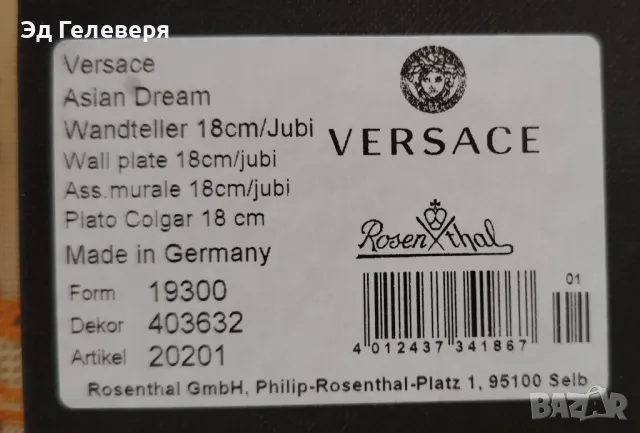 Эд Гелеверя
Versace
Asian Dream
Wandteller 18cm/Jubi
Wall plate 18cm/jubi
Ass.murale 18cm/jubi
Plato Colgar 18 cm
Made in Germany
Form 19300
Dekor 403632
Artikel 20201
VERSACE
Rosenthal
01
4 012437 341867
Rosenthal GmbH, Philip-Rosenthal-Platz 1, 95100 Selb
BAZAR